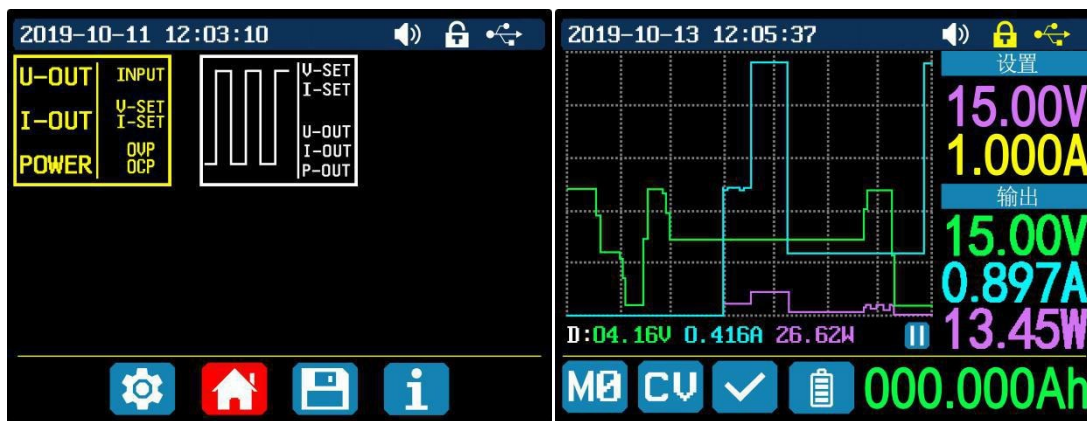 2019-10-11 12:03:10
U-OUT INPUT
I-OUT V-SET
I-SET
POWER OVP
OCP
V-SET
I-SET
U-OUT
I-OUT
P-OUT
i
2019-10-13 12:05:37
设置
15.00V
1.000A
输出
15.00V
0.897A
13.45W
D:04.16V 0.416A 26.62W
M0 CV 000.000Ah